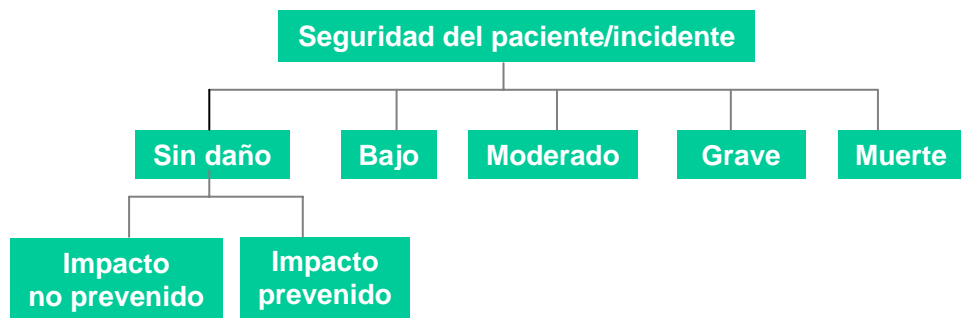 Seguridad del paciente/incidente
Sin daño
Bajo
Moderado
Grave
Muerte
Impacto
no prevenido
Impacto
prevenido